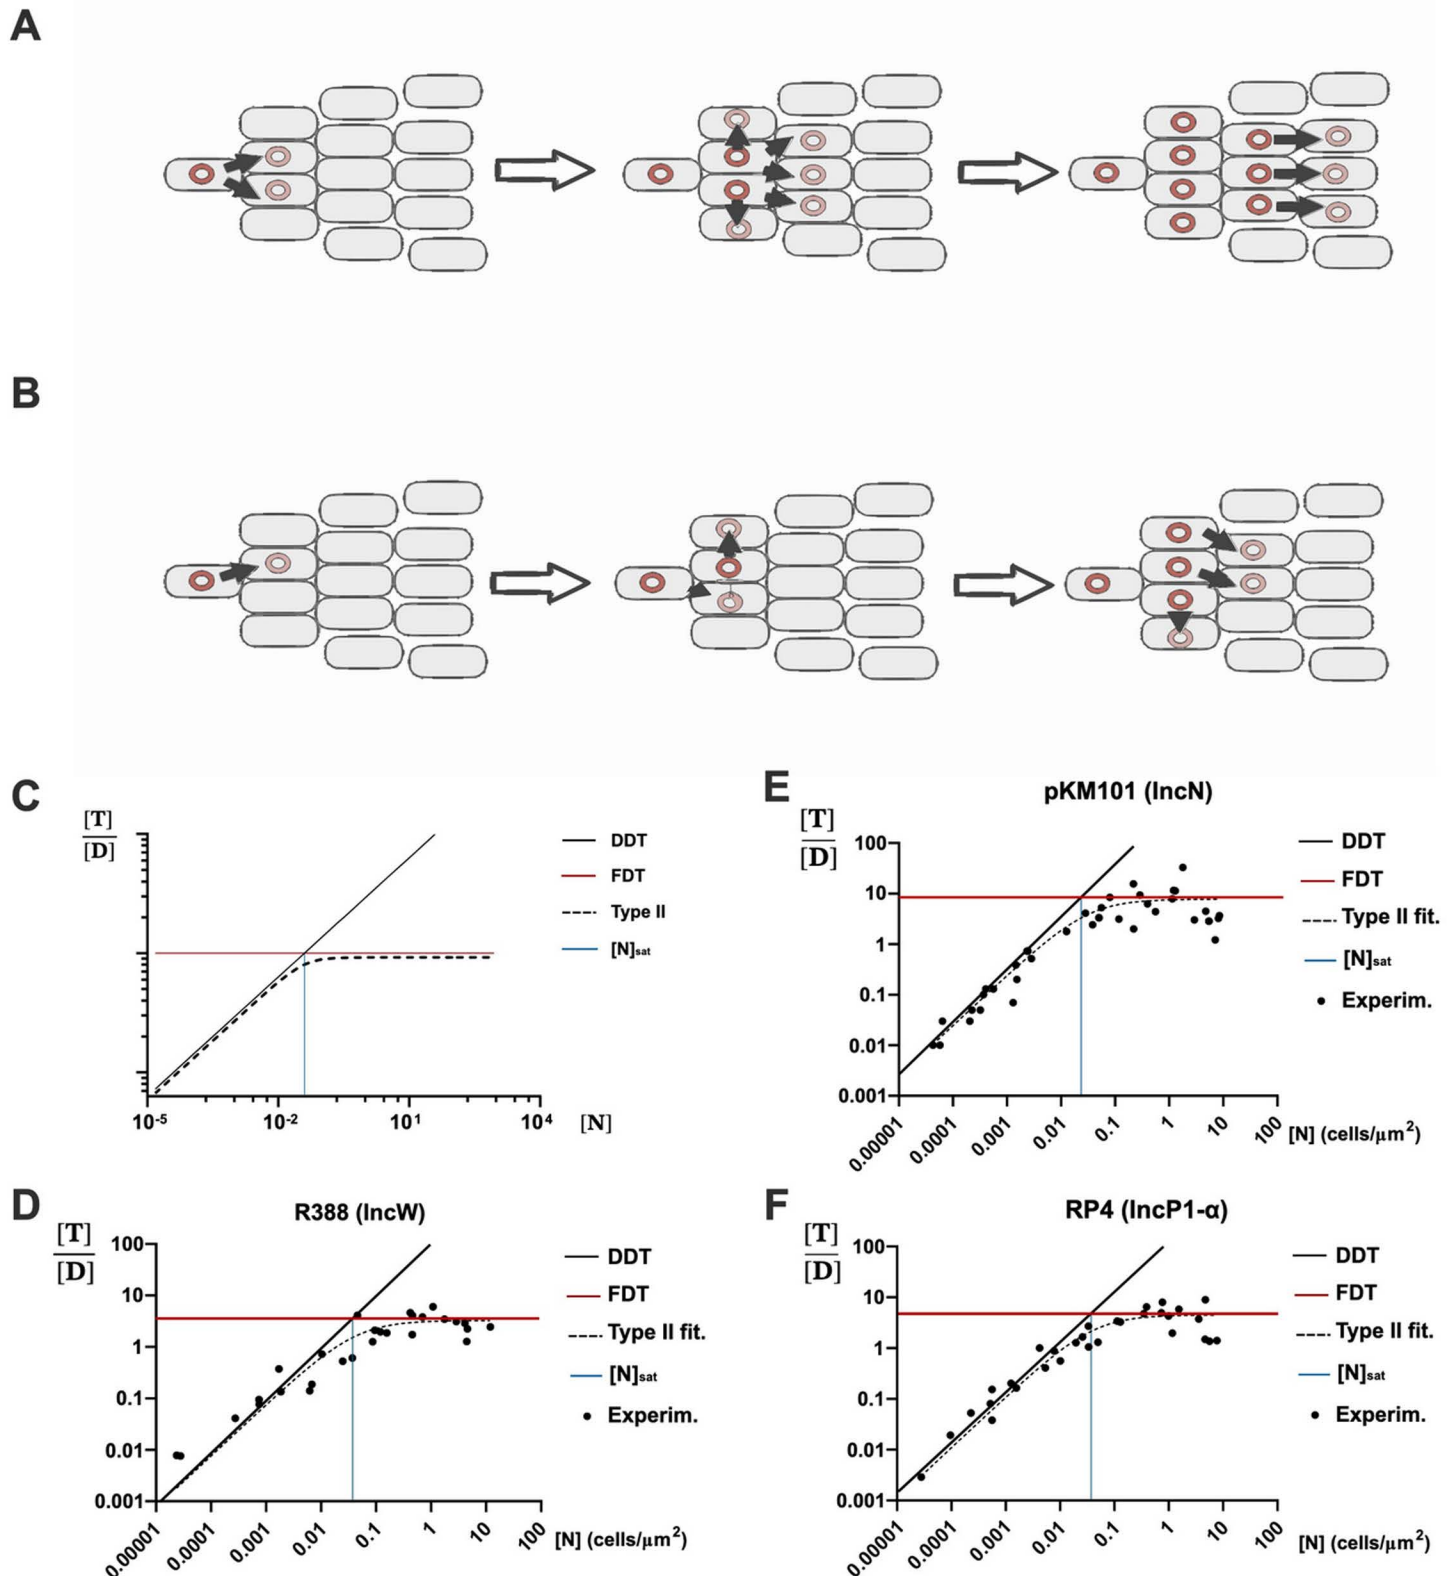 A
B
C
[T]
[D]
DDT
FDT
Type II
[N]sat
10-5
10-2
101
104
[N]
E
pKM101 (IncN)
[T]
[D]
100
10
1
0.1
0.01
0.001
0.00001
0.0001
0.001
0.01
0.1
1
10
100
[N] (cells/μm2)
DDT
FDT
Type II fit.
[N]sat
Experim.
D
R388 (IncW)
[T]
[D]
100
10
1
0.1
0.01
0.001
0.00001
0.0001
0.001
0.01
0.1
1
10
100
[N] (cells/μm2)
DDT
FDT
Type II fit.
[N]sat
Experim.
F
RP4 (IncP1-α)
[T]
[D]
100
10
1
0.1
0.01
0.001
0.00001
0.0001
0.001
0.01
0.1
1
10
100
[N] (cells/μm2)
DDT
FDT
Type II fit.
[N]sat
Experim.